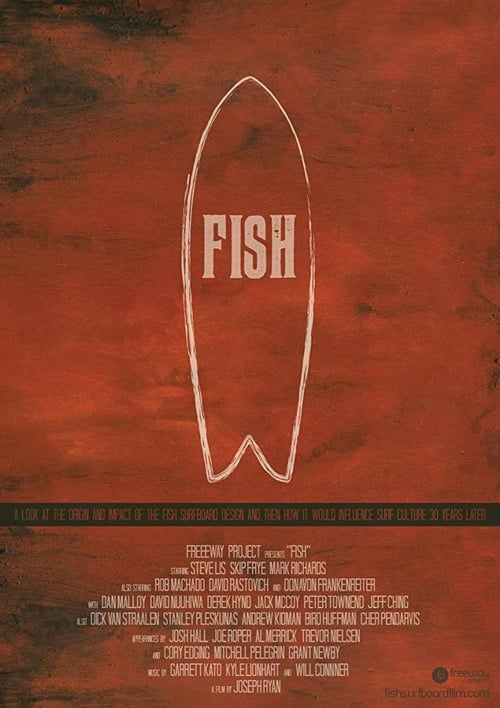 FISH
A LOOK AT THE ORIGIN AND IMPACT OF THE FISH SURFBOARD DESIGN AND THEN HOW IT WOULD INFLUENCE SURF CULTURE 30 YEARS LATER
FREEEWAY PROJECT PRESENTS "FISH"
STARRING STEVE LIS SKIP FRYE MARK RICHARDS
ALSO STARRING ROB MACHADO DAVID RASTOVICH AND DONAVON FRANKENREITER
WITH DAN MALLOY DAVID NUUHIWA DEREK HYND JACK MCCOY PETER TOWNEND JEFF CHING
ALSO DICK VAN STRAALEN STANLEY PLESKUNAS ANDREW KIDMAN BIRD HUFFMAN CHER PENDARVIS
APPEARANCES BY JOSH HALL JOE ROPER AL MERRICK TREVOR NIELSEN
AND CORY EDGING MITCHELL PELEGRIN GRANT NEWBY
MUSIC BY GARRETT KATO KYLE LIONHART AND WILL CONNNER
A FILM BY JOSEPH RYAN
freeway
project
fishsurfboardfilm.com